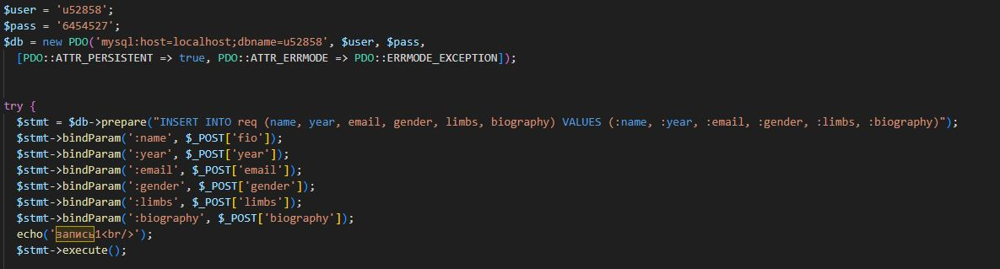 $user = 'u52858';
$pass = '6454527';
$db = new PDO('mysql:host=localhost;dbname=u52858', $user, $pass,
[PDO::ATTR_PERSISTENT => true, PDO::ATTR_ERRMODE => PDO::ERRMODE_EXCEPTION]);
try {
$stmt = $db->prepare("INSERT INTO req (name, year, email, gender, limbs, biography) VALUES (:name, :year, :email, :gender, :limbs, :biography)");
$stmt->bindParam(':name', $_POST['fio']);
$stmt->bindParam(':year', $_POST['year']);
$stmt->bindParam(':email', $_POST['email']);
$stmt->bindParam(':gender', $_POST['gender']);
$stmt->bindParam(':limbs', $_POST['limbs']);
$stmt->bindParam(':biography', $_POST['biography']);
echo('запись1<br/>');
$stmt->execute();